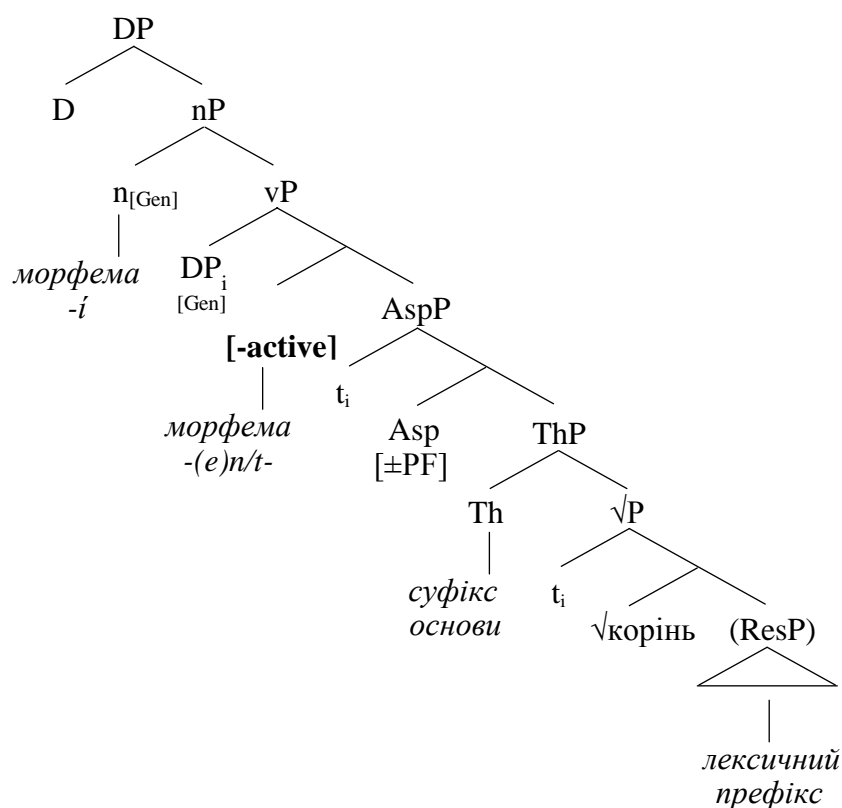 DP
D nP
n[Gen] vP
морфема
-í
DPi
[Gen]
AspP
[-active]
ti
морфема
-(e)n/t-
Asp
[±PF]
ThP
Th √P
суфікс
основи
ti
√корінь (ResP)
лексичний
префікс